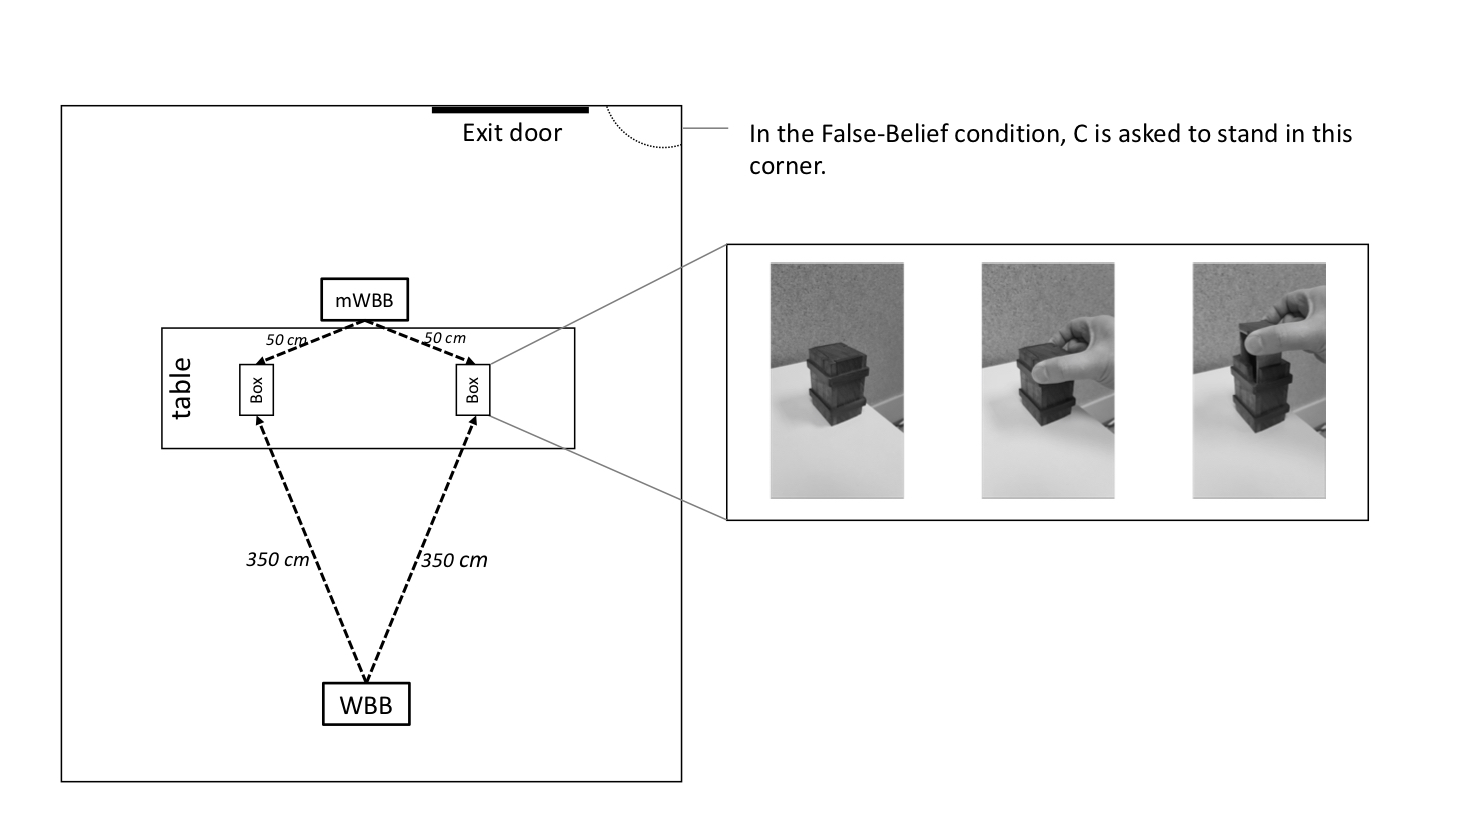 Exit door
In the False-Belief condition, C is asked to stand in this
corner.
mWBB
50 cm
50 cm
table
Box
Box
350 cm
350 cm
WBB